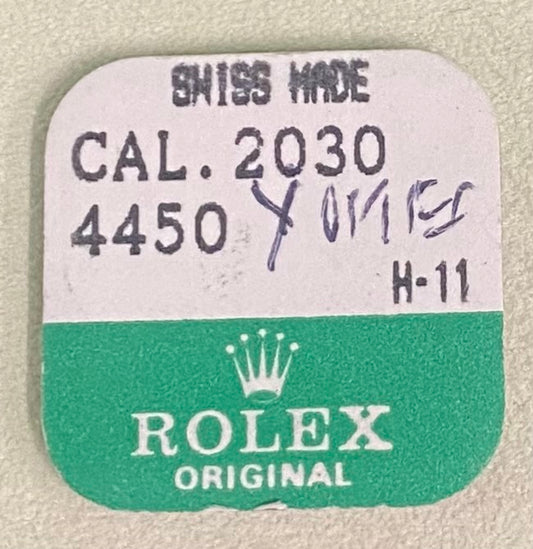 SWISS MADE
CAL. 2030
4450
H-11
ROLEX
ORIGINAL